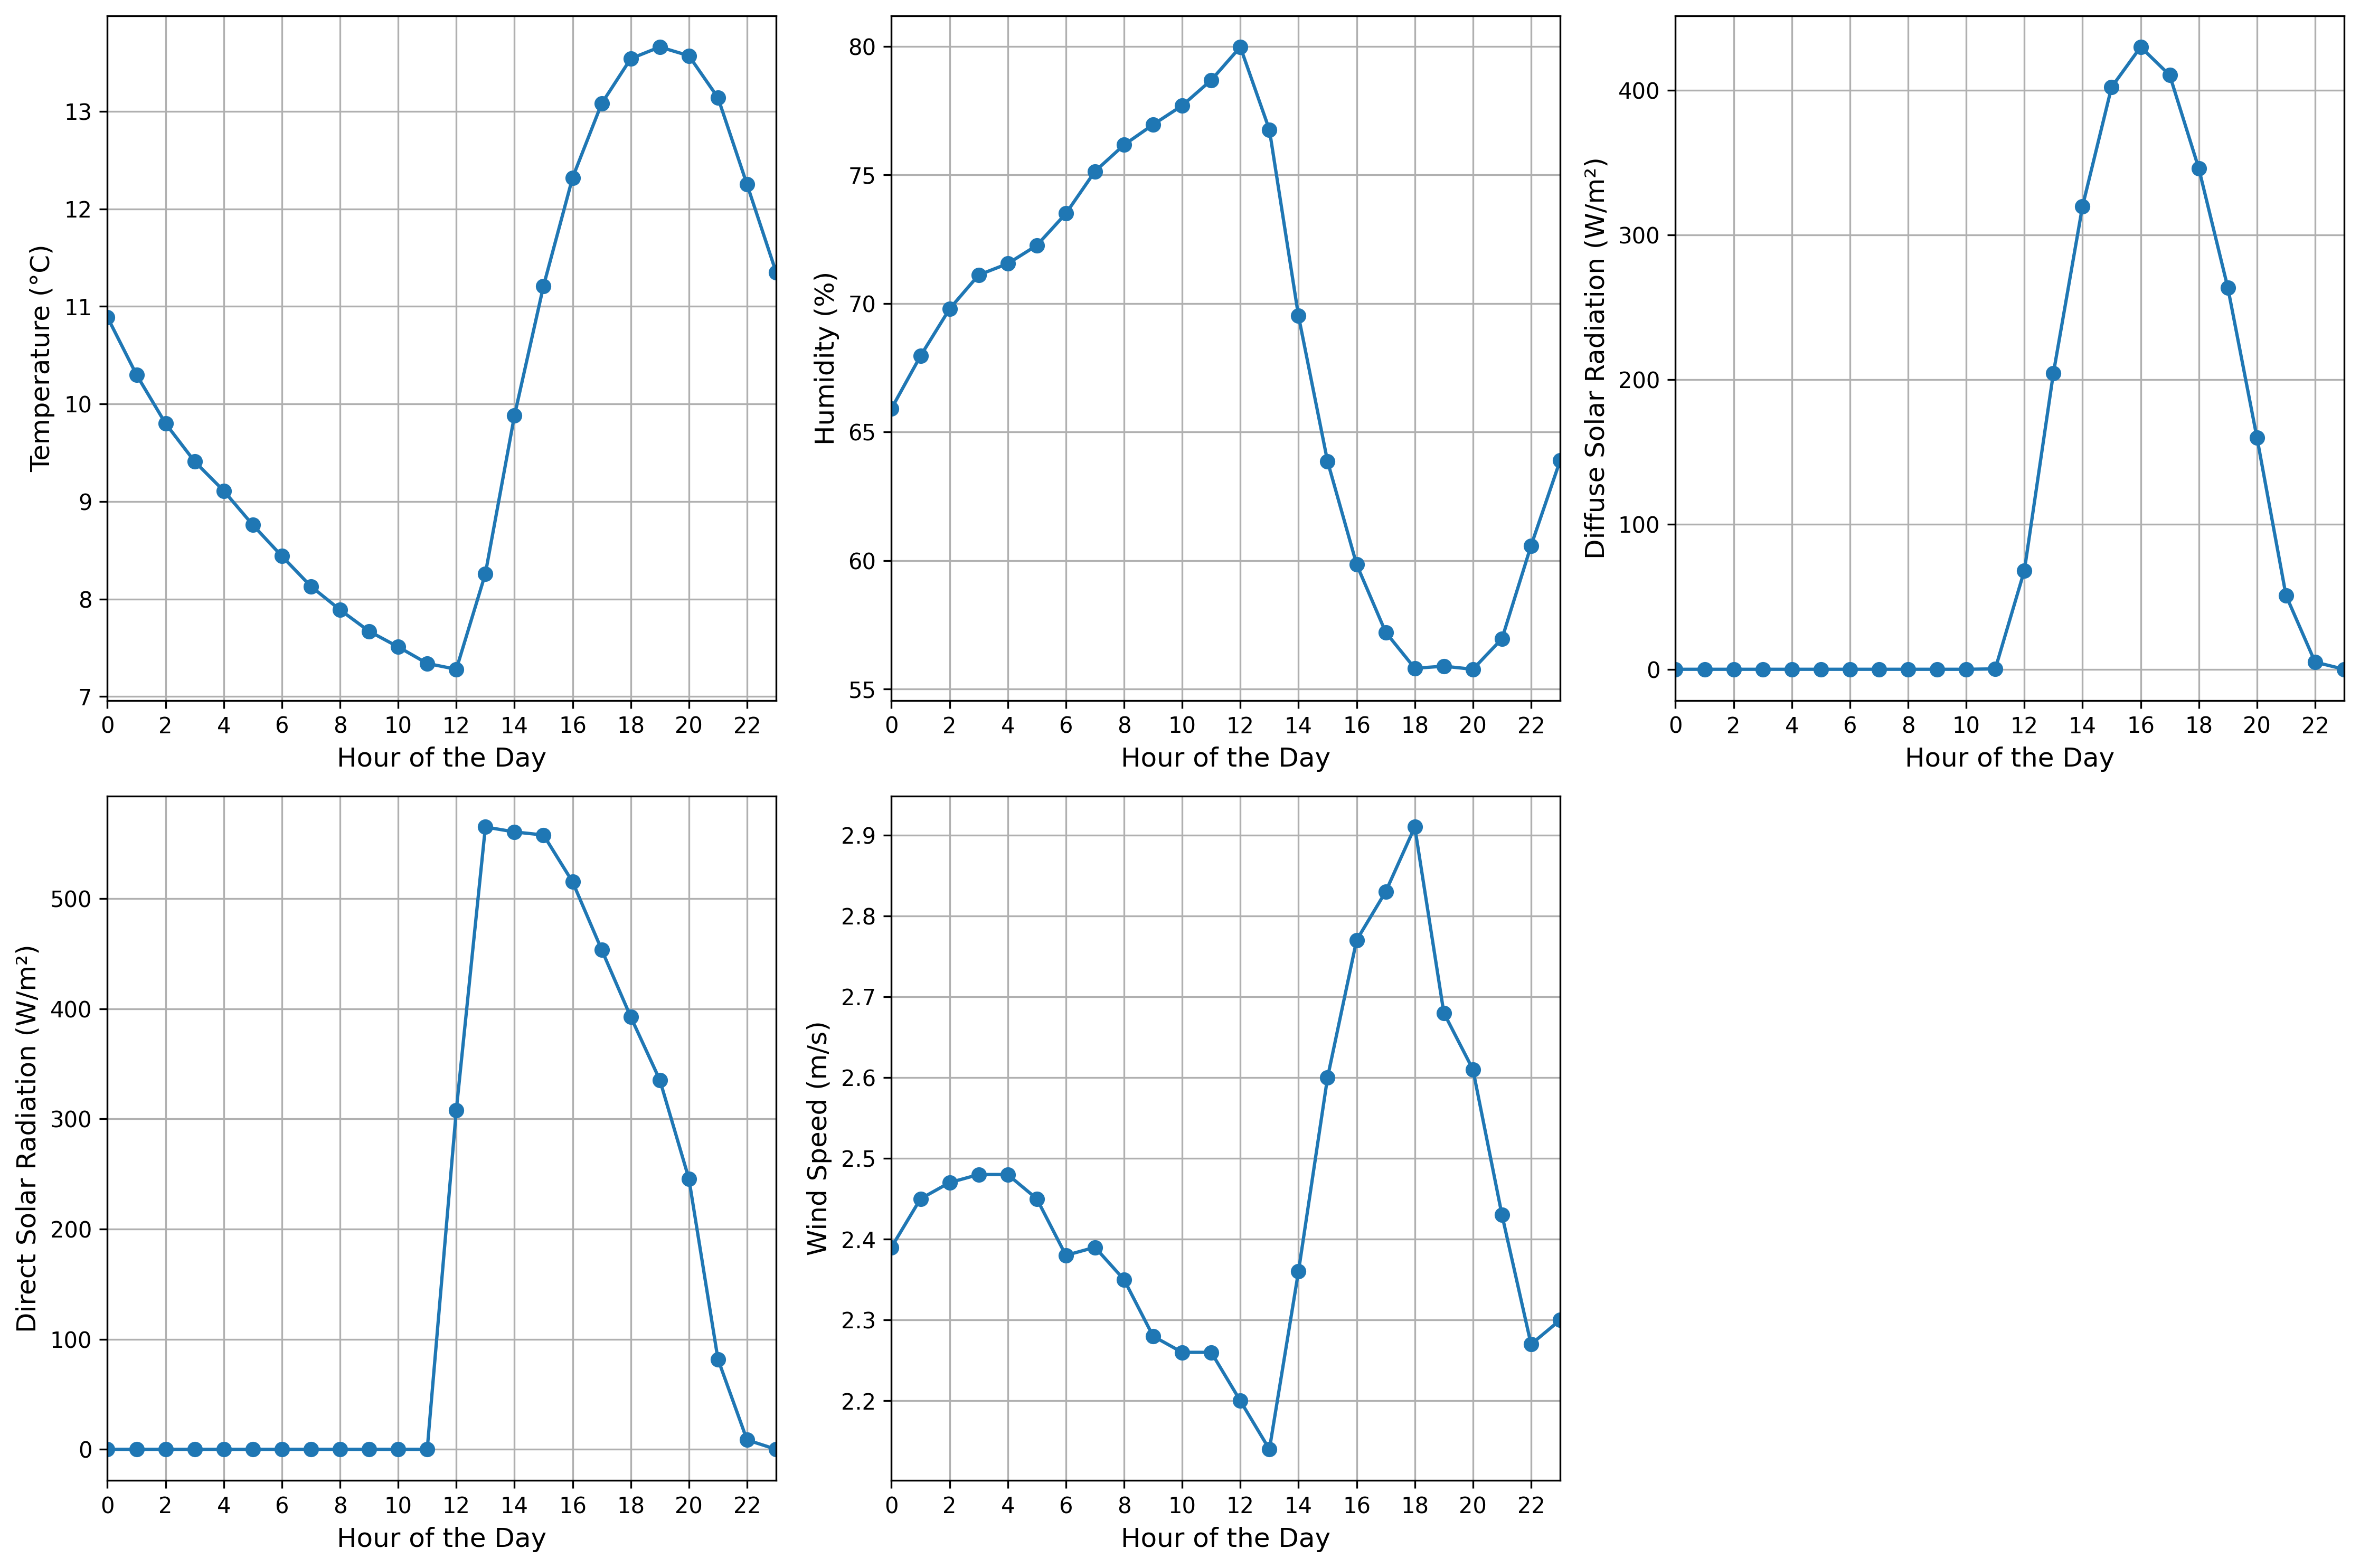 Temperature (°C)
13
12
11
10
9
8
7
0 2 4 6 8 10 12 14 16 18 20 22
Hour of the Day
Humidity (%)
80
75
70
65
60
55
0 2 4 6 8 10 12 14 16 18 20 22
Hour of the Day
Diffuse Solar Radiation (W/m²)
400
300
200
100
0
0 2 4 6 8 10 12 14 16 18 20 22
Hour of the Day
Direct Solar Radiation (W/m²)
500
400
300
200
100
0
0 2 4 6 8 10 12 14 16 18 20 22
Hour of the Day
Wind Speed (m/s)
2.9
2.8
2.7
2.6
2.5
2.4
2.3
2.2
0 2 4 6 8 10 12 14 16 18 20 22
Hour of the Day